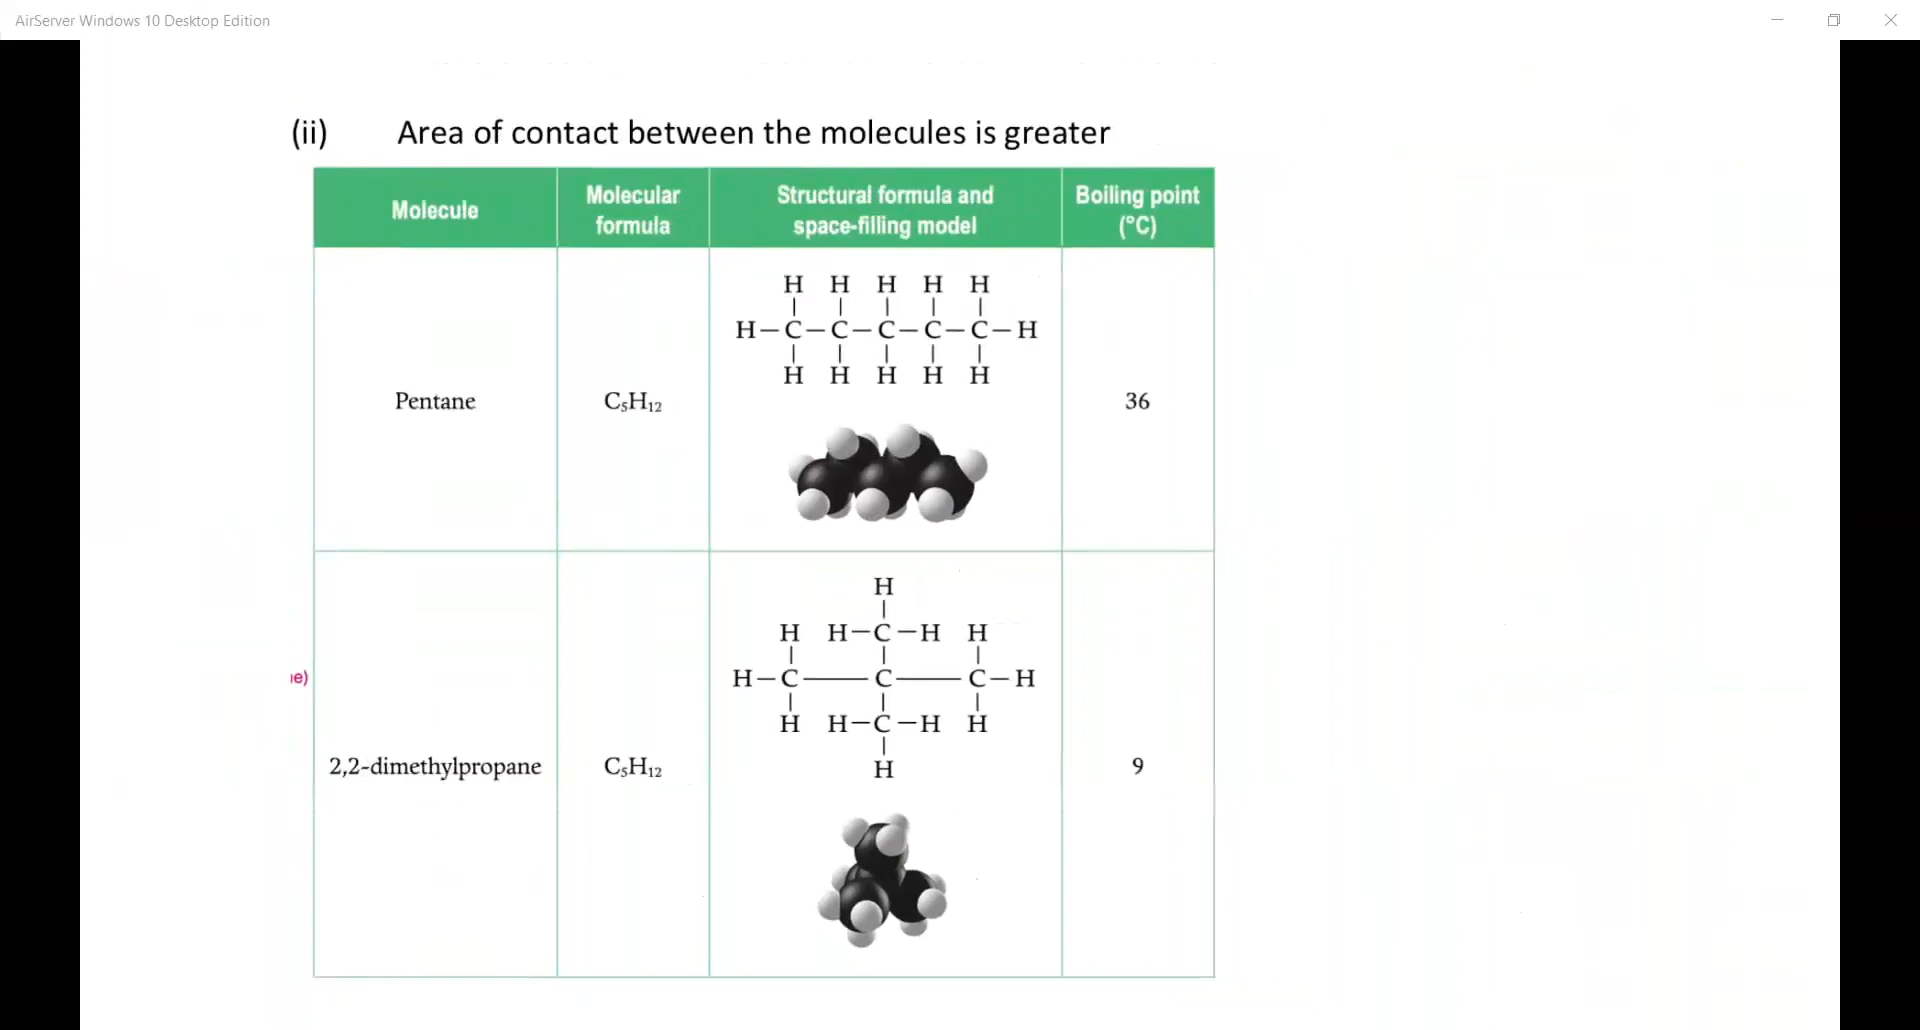 AirServer Windows 10 Desktop Edition
(ii) Area of contact between the molecules is greater
Molecule
Molecular
formula
Structural formula and
space-filling model
Boiling point
(°C)
Pentane
C₅H₁₂
H H H H H
H–C–C–C–C–C–H
H H H H H
36
2,2-dimethylpropane
C₅H₁₂
H
H H–C–H H
H–C–C–C–H
H H–C–H H
H
9